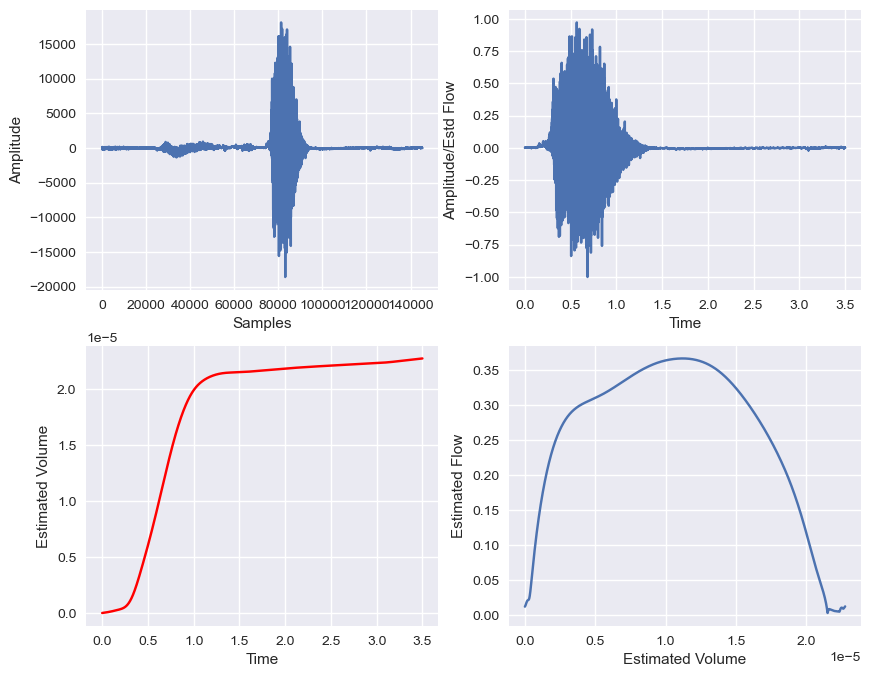 15000
10000
5000
0
−5000
−10000
−15000
−20000
Amplitude
0 20000 40000 60000 80000 100000 120000 140000
Samples
1.00
0.75
0.50
0.25
0.00
−0.25
−0.50
−0.75
−1.00
Amplitude/Estd Flow
0.0 0.5 1.0 1.5 2.0 2.5 3.0 3.5
Time
1e−5
2.0
1.5
1.0
0.5
0.0
Estimated Volume
0.0 0.5 1.0 1.5 2.0 2.5 3.0 3.5
Time
0.35
0.30
0.25
0.20
0.15
0.10
0.05
0.00
Estimated Flow
0.0 0.5 1.0 1.5 2.0
Estimated Volume
1e−5